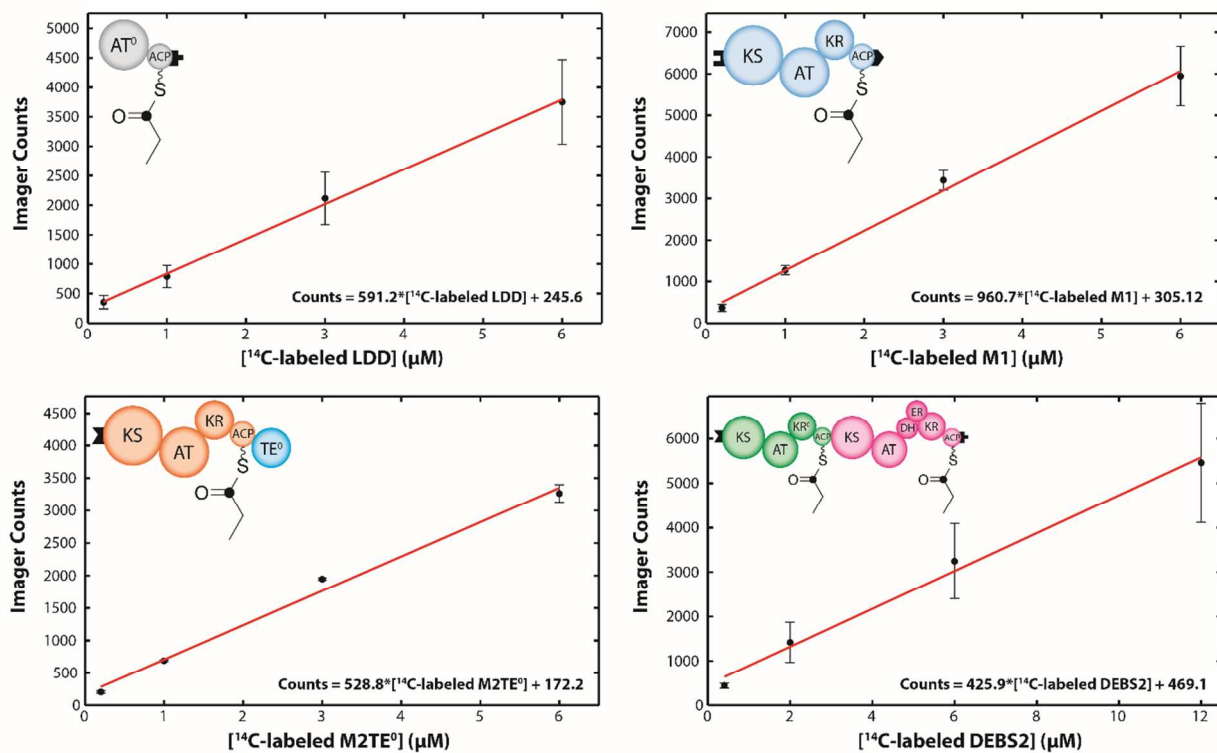 5000
4500
4000
3500
3000
2500
2000
1500
1000
500
0
Imager Counts
AT⁰
ACP
S
O
Counts = 591.2*[¹⁴C-labeled LDD] + 245.6
0 1 2 3 4 5 6
[¹⁴C-labeled LDD] (µM)
7000
6000
5000
4000
3000
2000
1000
0
Imager Counts
KS
AT
KR
ACP
S
O
Counts = 960.7*[¹⁴C-labeled M1] + 305.12
0 1 2 3 4 5 6
[¹⁴C-labeled M1] (µM)
4500
4000
3500
3000
2500
2000
1500
1000
500
0
Imager Counts
KS
AT
KR
ACP
TE⁰
S
O
Counts = 528.8*[¹⁴C-labeled M2TE⁰] + 172.2
0 1 2 3 4 5 6
[¹⁴C-labeled M2TE⁰] (µM)
6000
5000
4000
3000
2000
1000
0
Imager Counts
KS
AT
KR⁰
ACP
KS
AT
DH
ER
KR
ACP
S
S
O
O
Counts = 425.9*[¹⁴C-labeled DEBS2] + 469.1
0 2 4 6 8 10 12
[¹⁴C-labeled DEBS2] (µM)